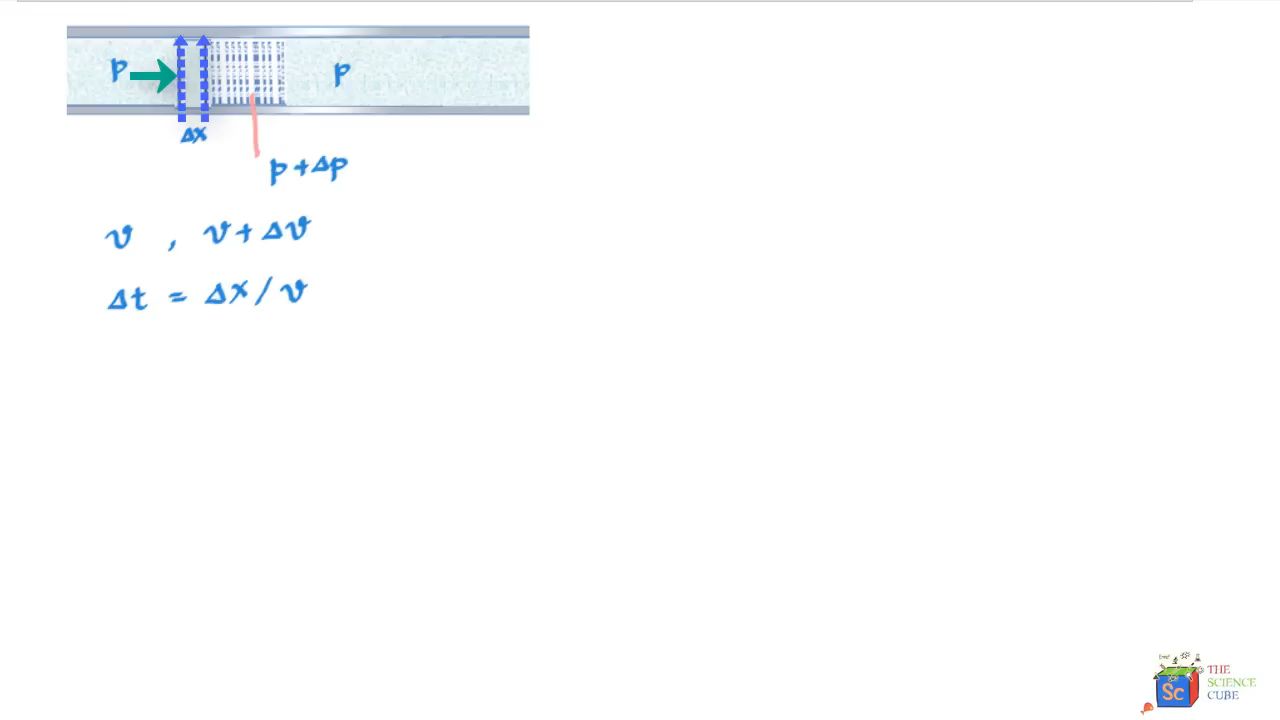 p p
Δx
p + Δp
v , v + Δv
Δt = Δx / v
Sc
THE
SCIENCE
CUBE